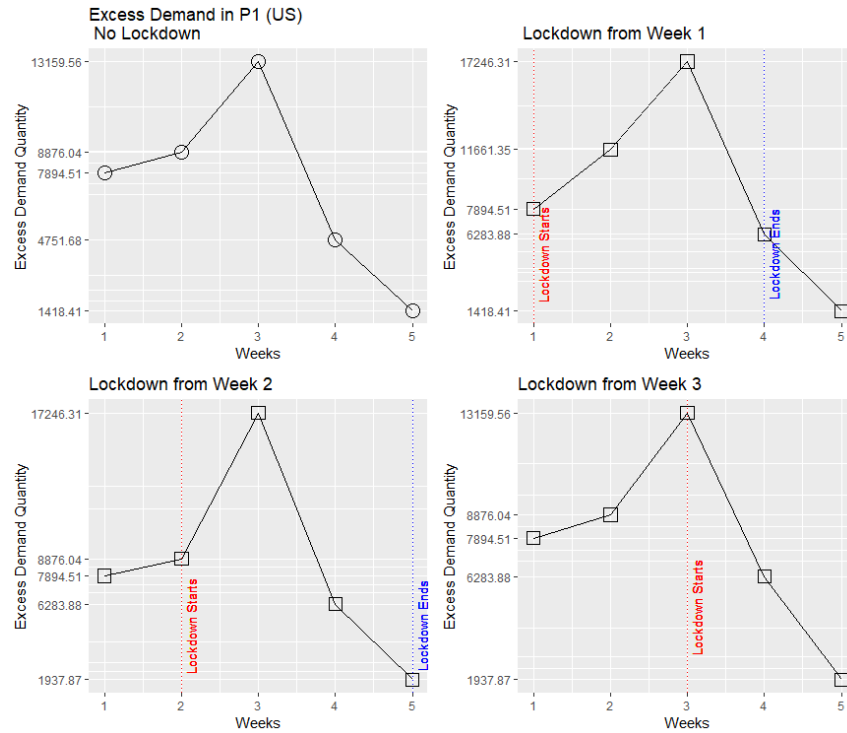 Excess Demand in P1 (US)
No Lockdown
Excess Demand Quantity
13159.56
8876.04
7894.51
4751.68
1418.41
1 2 3 4 5
Weeks
Lockdown from Week 1
Excess Demand Quantity
17246.31
11661.35
7894.51
6283.88
1418.41
Lockdown Starts
Lockdown Ends
1 2 3 4 5
Weeks
Lockdown from Week 2
Excess Demand Quantity
17246.31
8876.04
7894.51
6283.88
1937.87
Lockdown Starts
Lockdown Ends
1 2 3 4 5
Weeks
Lockdown from Week 3
Excess Demand Quantity
13159.56
8876.04
7894.51
6283.88
1937.87
Lockdown Starts
1 2 3 4 5
Weeks